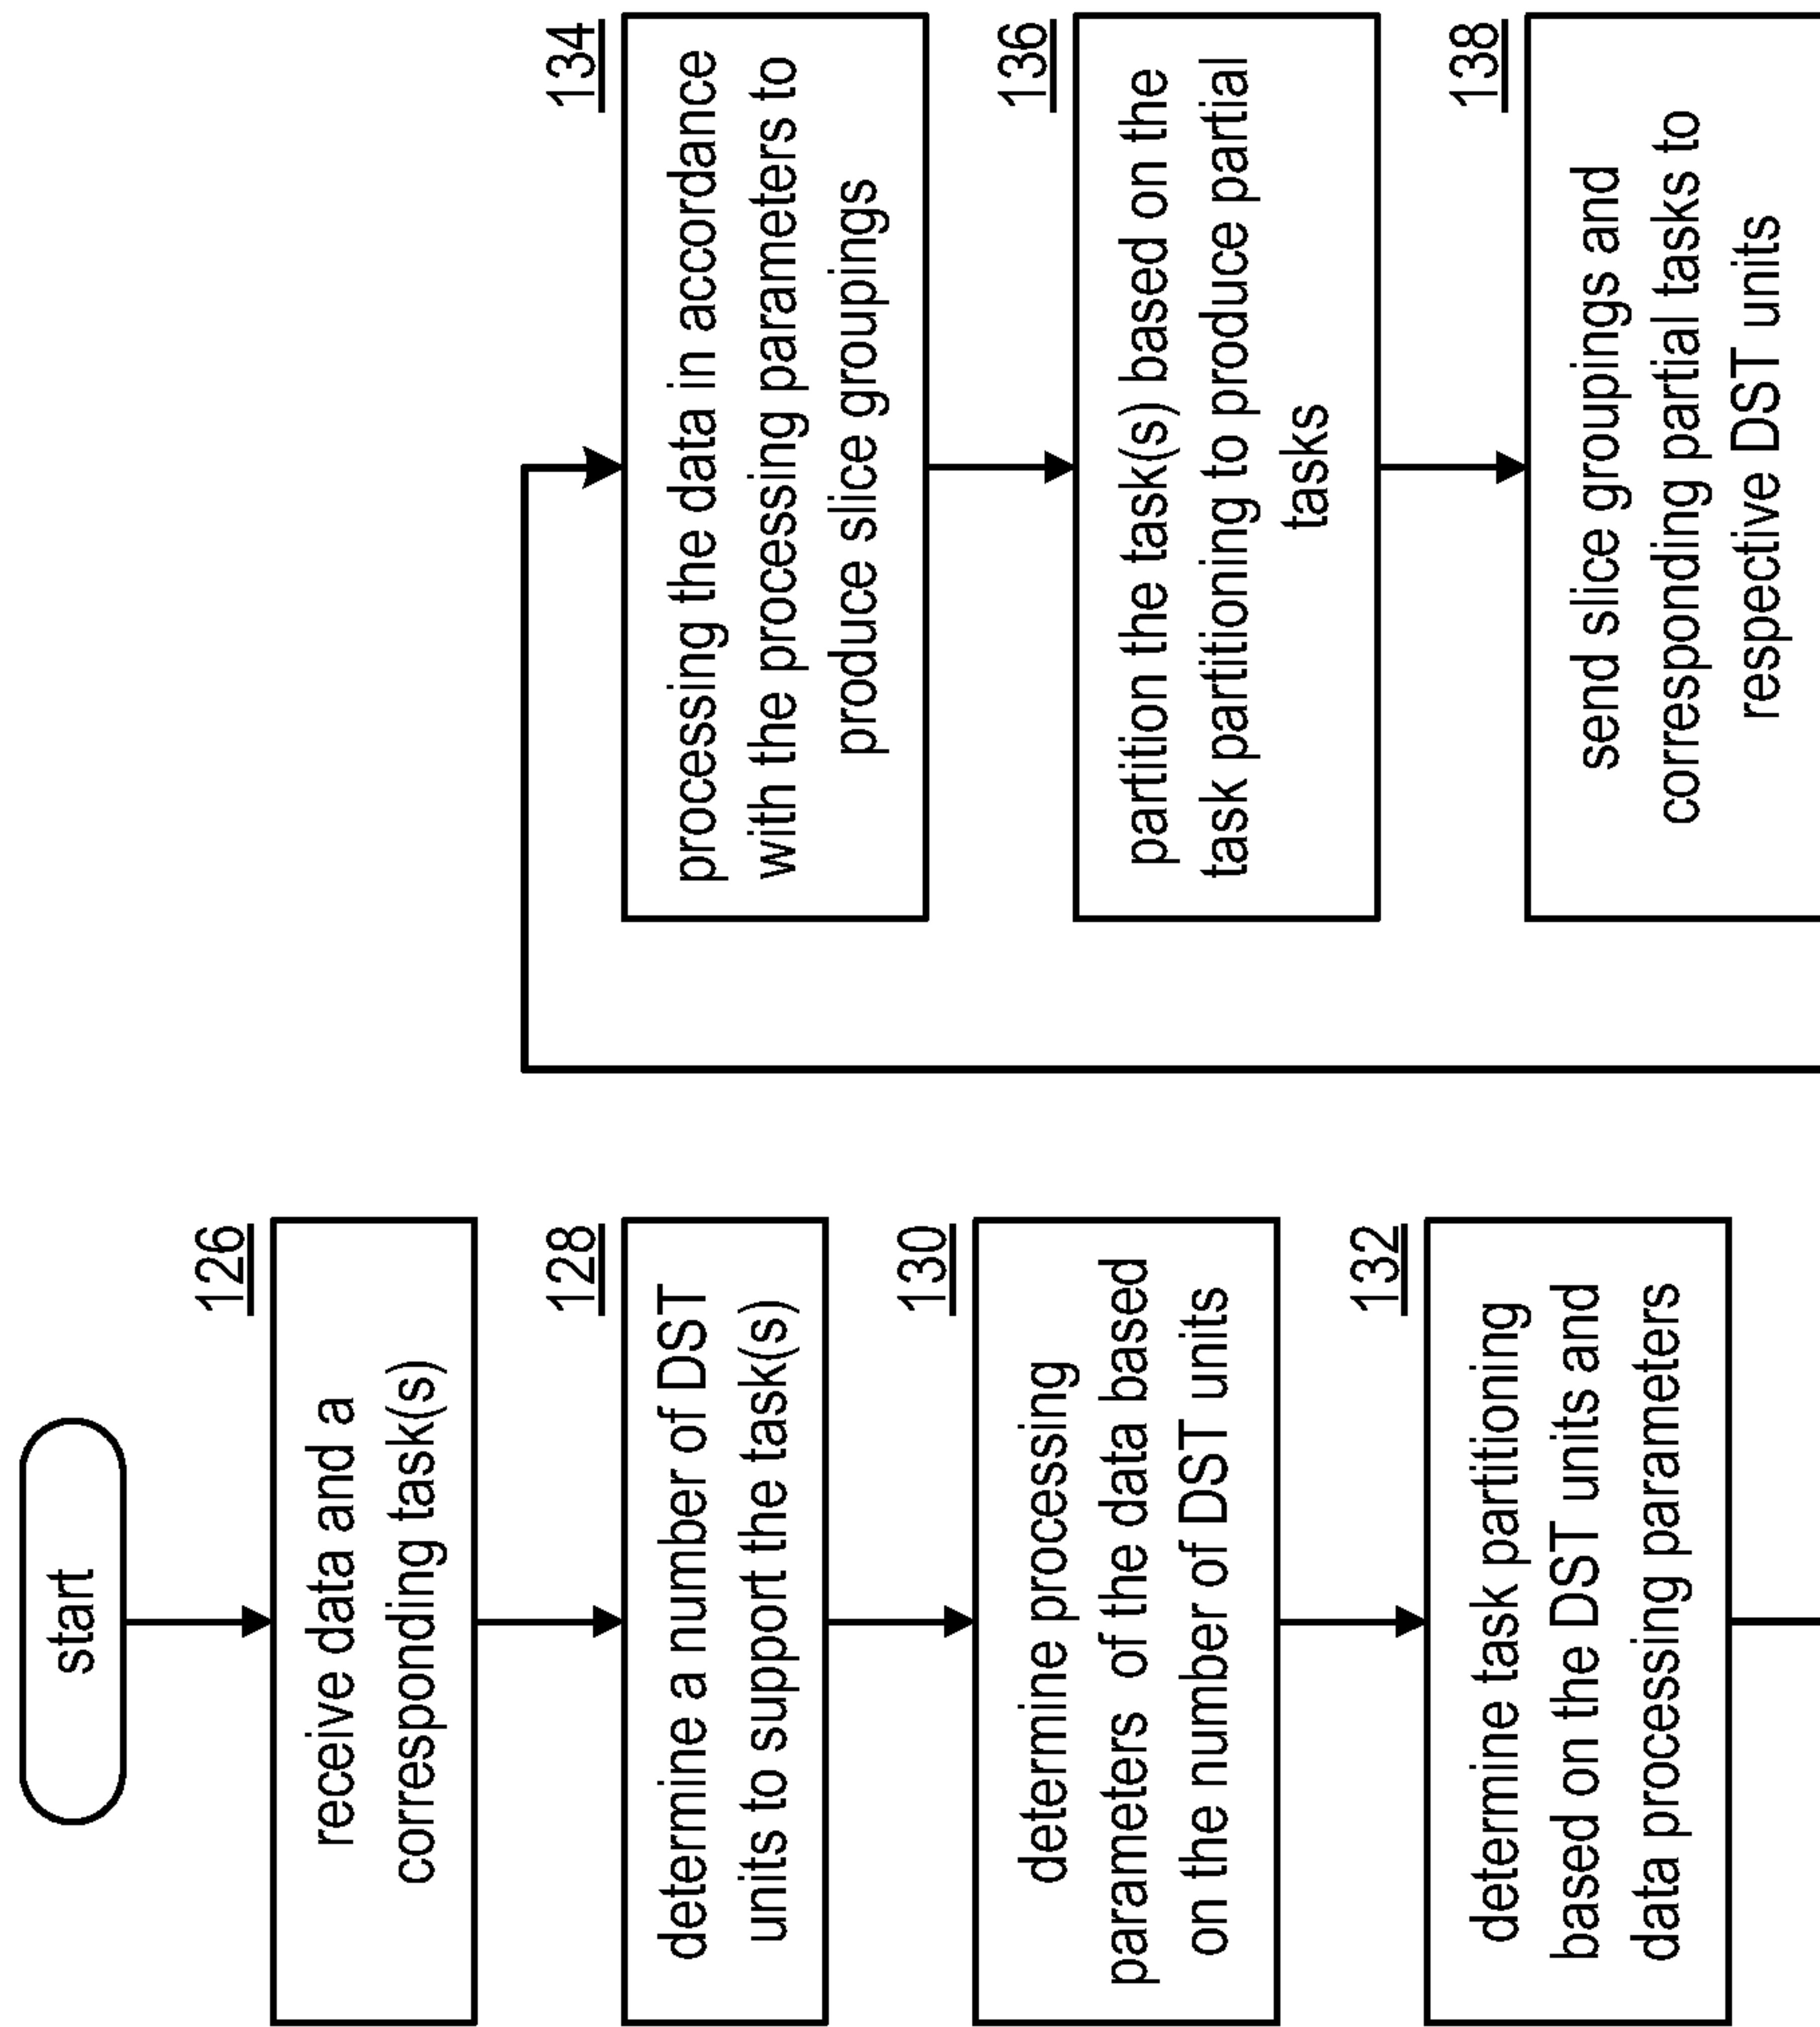 start
126
receive data and a
corresponding task(s)
128
determine a number of DST
units to support the task(s)
130
determine processing
parameters of the data based
on the number of DST units
132
determine task partitioning
based on the DST units and
data processing parameters
134
processing the data in accordance
with the processing parameters to
produce slice groupings
136
partition the task(s) based on the
task partitioning to produce partial
tasks
138
send slice groupings and
corresponding partial tasks to
respective DST units